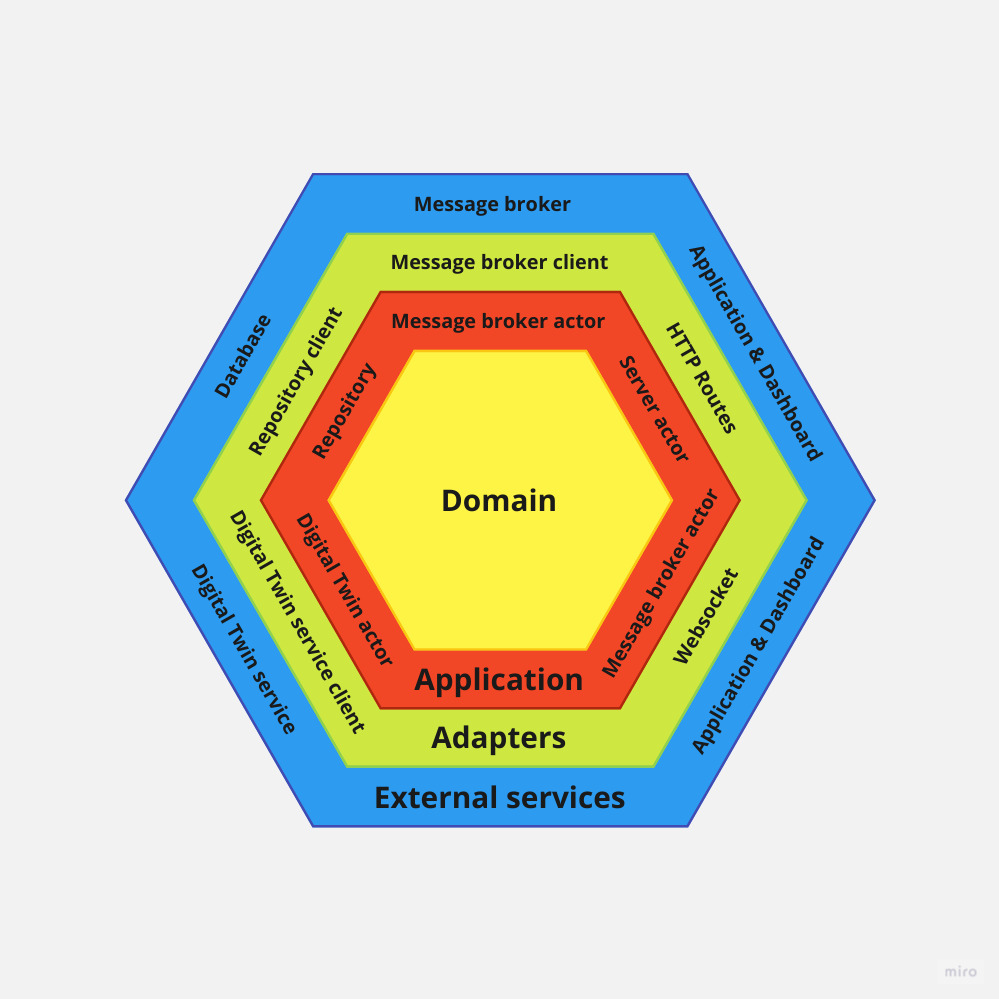 Message broker
Message broker client
Message broker actor
Database
Repository client
Repository
Server actor
HTTP Routes
Application & Dashboard
Domain
Digital Twin service
Digital Twin service client
Digital Twin actor
Message broker actor
Websocket
Application & Dashboard
Application
Adapters
External services
miro